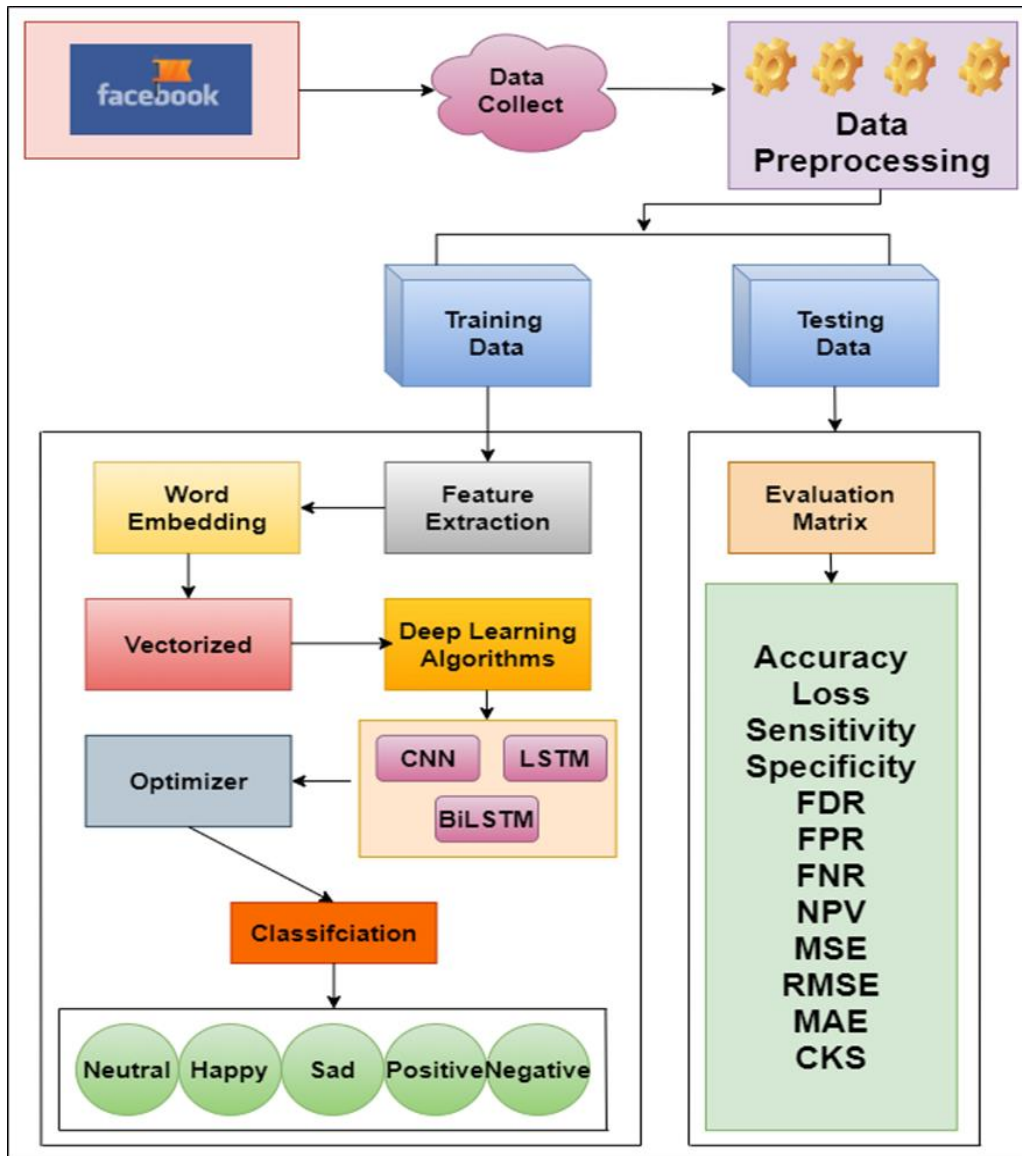 facebook
Data
Collect
Data
Preprocessing
Training
Data
Testing
Data
Word
Embedding
Feature
Extraction
Vectorized
Deep Learning
Algorithms
CNN
LSTM
BiLSTM
Optimizer
Classifciation
Neutral
Happy
Sad
Positive
Negative
Evaluation
Matrix
Accuracy
Loss
Sensitivity
Specificity
FDR
FPR
FNR
NPV
MSE
RMSE
MAE
CKS